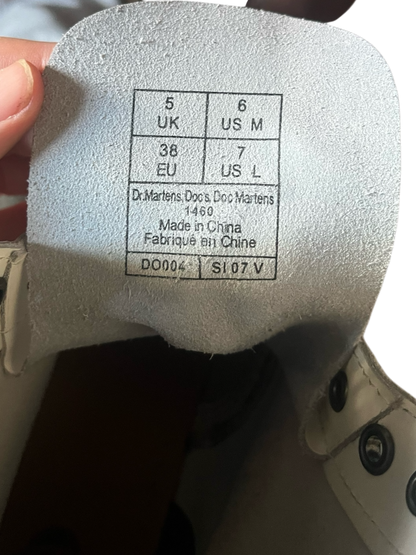 5 6
UK US M
38 7
EU US L
Dr.Martens, Doc's, Doc Martens
1460
Made in China
Fabriqué en Chine
DO004 SI 07 V